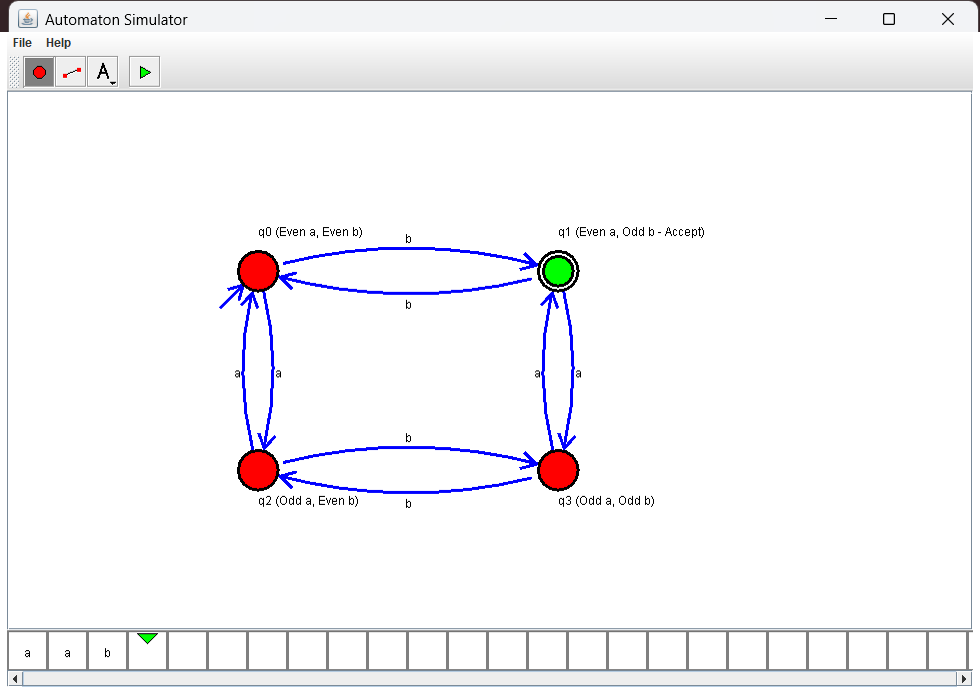 Automaton Simulator
File Help
A
q0 (Even a, Even b)
q1 (Even a, Odd b - Accept)
b
b
a
a
a
a
b
q2 (Odd a, Even b)
q3 (Odd a, Odd b)
b
a a b